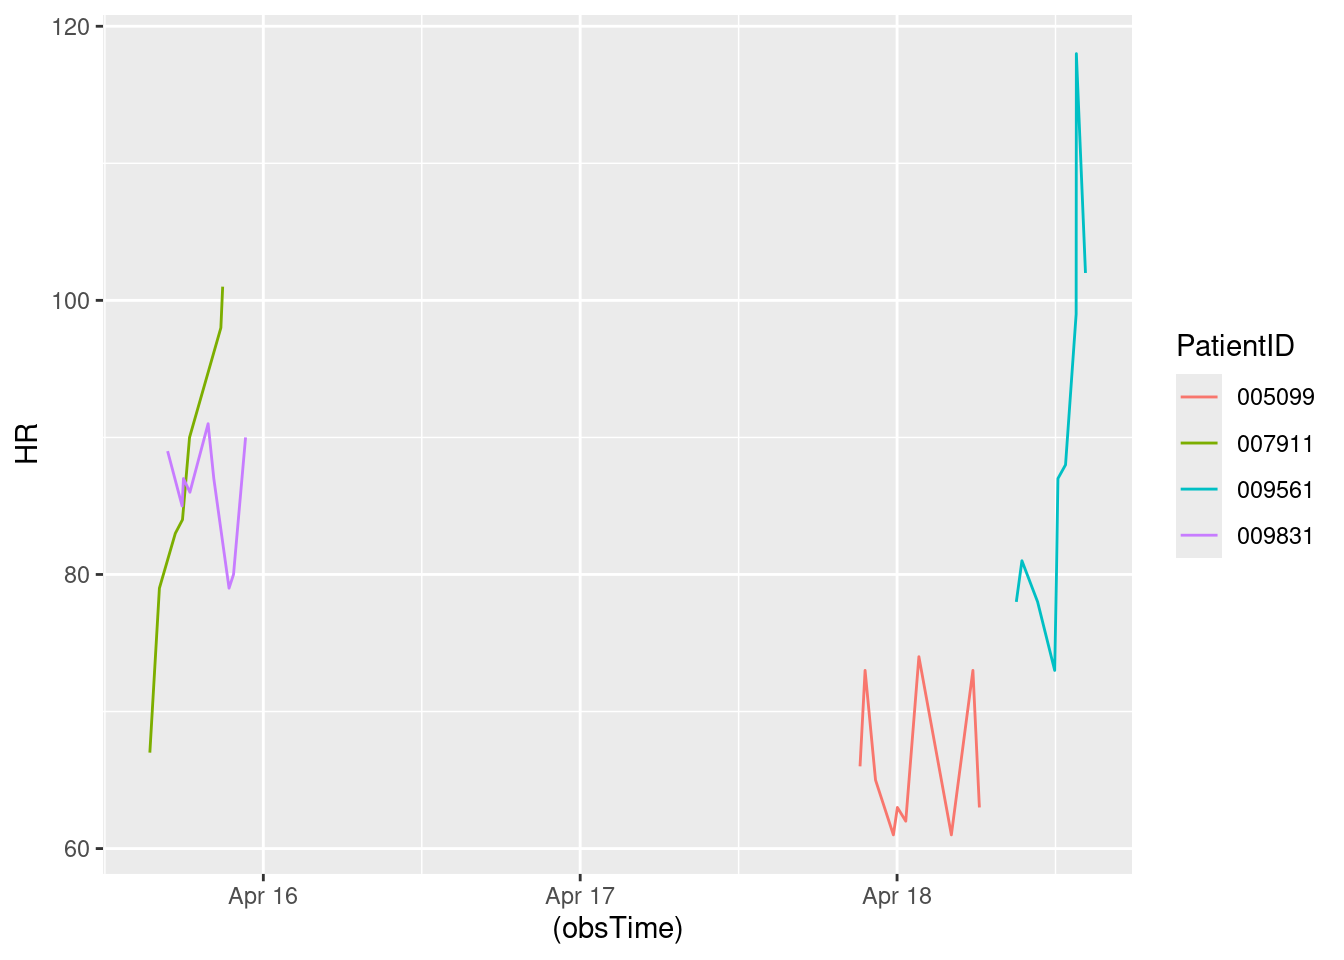 120
100
80
60
HR
Apr 16
Apr 17
Apr 18
(obsTime)
PatientID
005099
007911
009561
009831